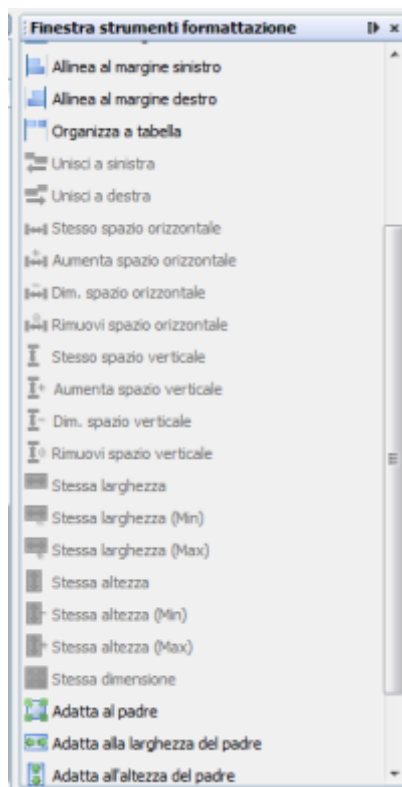 Finestra strumenti formattazione
Allinea al margine sinistro
Allinea al margine destro
Organizza a tabella
Unisci a sinistra
Unisci a destra
Stesso spazio orizzontale
Aumenta spazio orizzontale
Dim. spazio orizzontale
Rimuovi spazio orizzontale
Stesso spazio verticale
Aumenta spazio verticale
Dim. spazio verticale
Rimuovi spazio verticale
Stessa larghezza
Stessa larghezza (Min)
Stessa larghezza (Max)
Stessa altezza
Stessa altezza (Min)
Stessa altezza (Max)
Stessa dimensione
Adatta al padre
Adatta alla larghezza del padre
Adatta all'altezza del padre